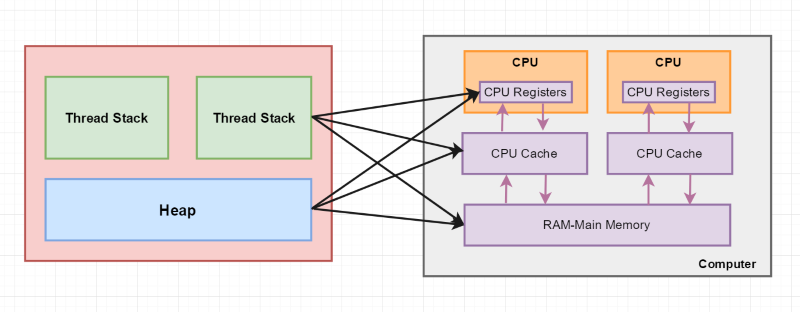 Thread Stack
Thread Stack
Heap
CPU
CPU Registers
CPU Cache
CPU
CPU Registers
CPU Cache
RAM-Main Memory
Computer